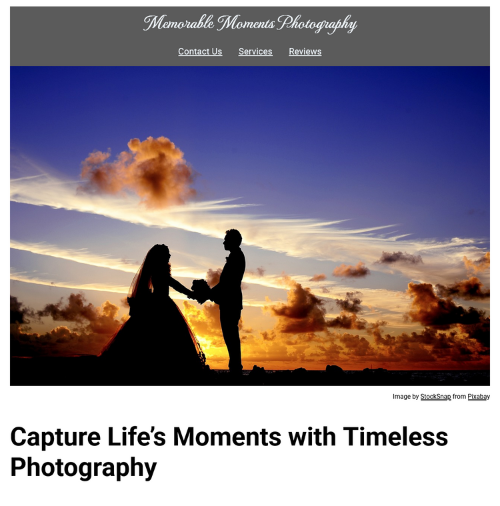 Memorable Moments Photography
Contact Us Services Reviews
Image by StockSnap from Pixabay
Capture Life’s Moments with Timeless
Photography